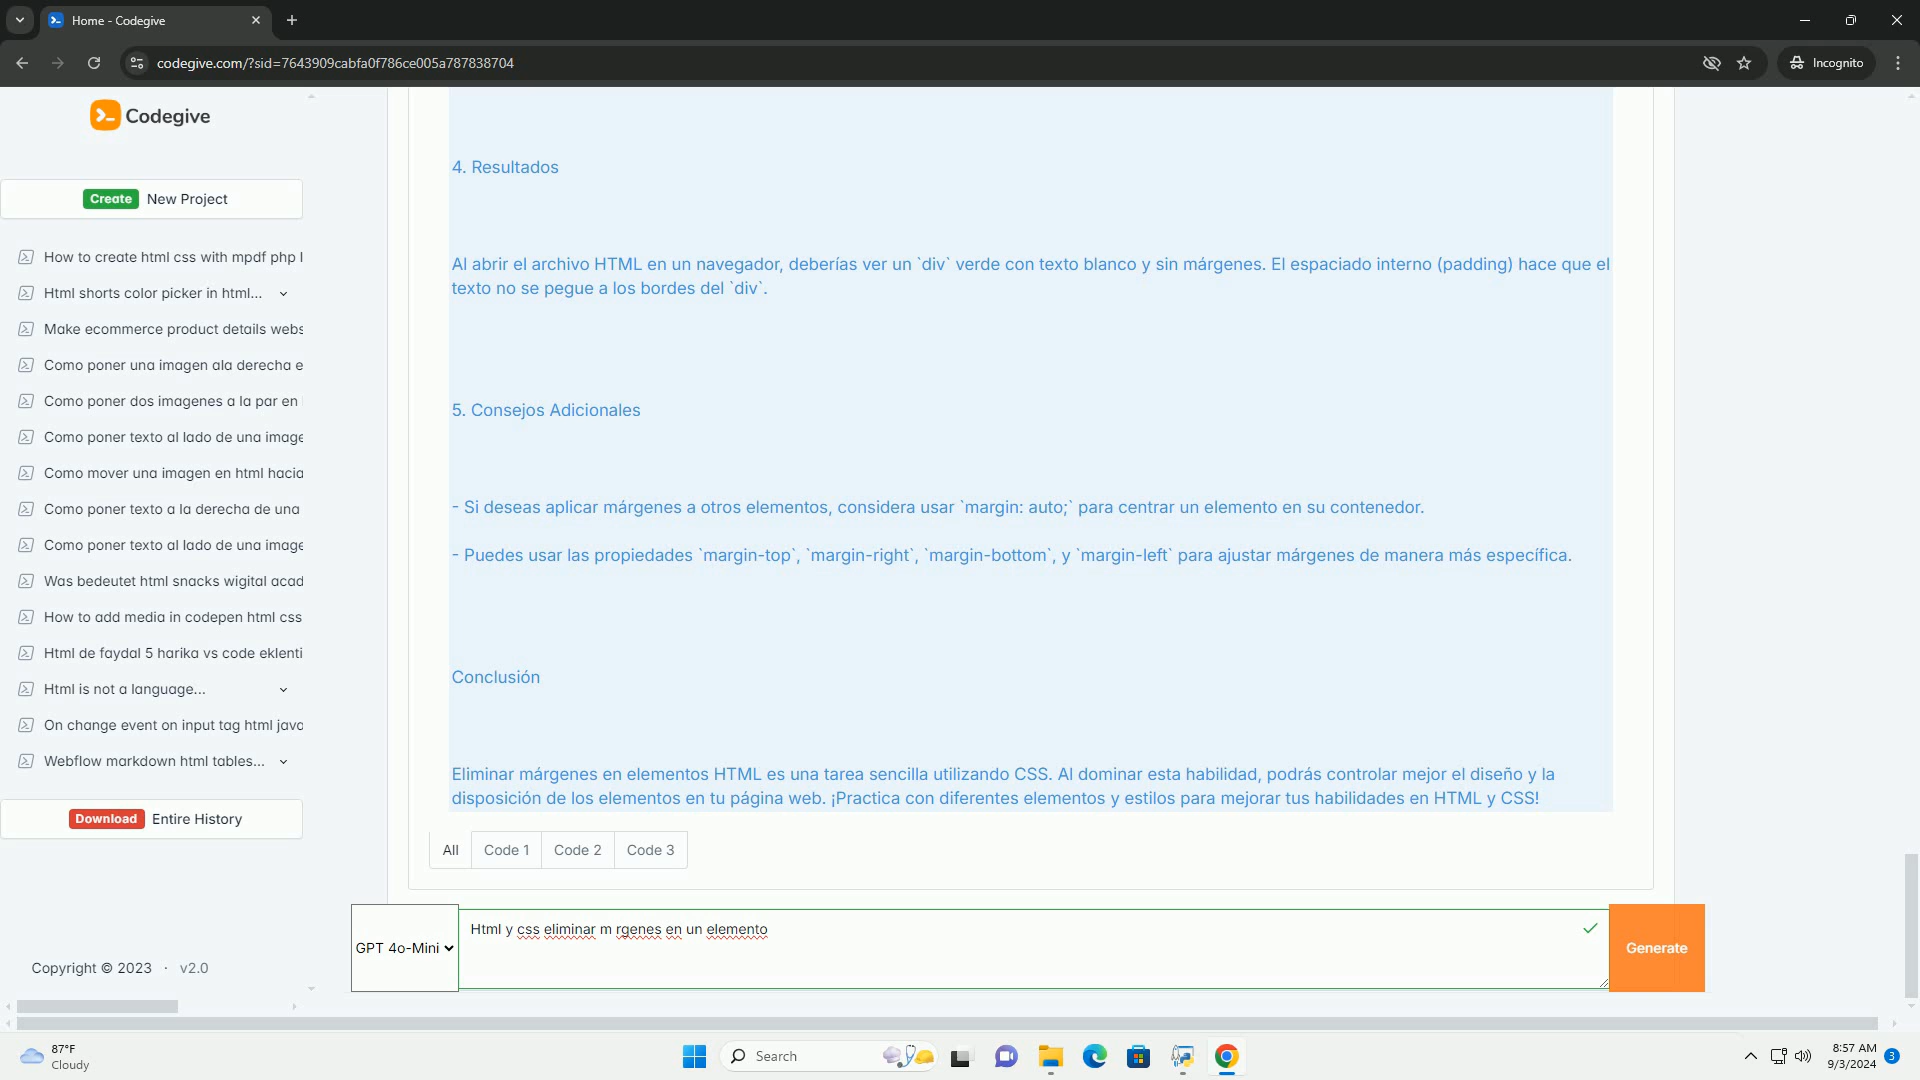 Home - Codegive
codegive.com/?sid=7643909cabfa0f786ce005a787838704
Incognito
Codegive
Create New Project
How to create html css with mpdf php l
Html shorts color picker in html...
Make ecommerce product details webs
Como poner una imagen ala derecha e
Como poner dos imagenes a la par en
Como poner texto al lado de una image
Como mover una imagen en html hacia
Como poner texto a la derecha de una
Como poner texto al lado de una image
Was bedeutet html snacks wigital acad
How to add media in codepen html css
Html de faydal 5 harika vs code eklenti
Html is not a language...
On change event on input tag html java
Webflow markdown html tables...
Download Entire History
Copyright © 2023 · v2.0
4. Resultados
Al abrir el archivo HTML en un navegador, deberías ver un `div` verde con texto blanco y sin márgenes. El espaciado interno (padding) hace que el
texto no se pegue a los bordes del `div`.
5. Consejos Adicionales
- Si deseas aplicar márgenes a otros elementos, considera usar `margin: auto;` para centrar un elemento en su contenedor.
- Puedes usar las propiedades `margin-top`, `margin-right`, `margin-bottom`, y `margin-left` para ajustar márgenes de manera más específica.
Conclusión
Eliminar márgenes en elementos HTML es una tarea sencilla utilizando CSS. Al dominar esta habilidad, podrás controlar mejor el diseño y la
disposición de los elementos en tu página web. ¡Practica con diferentes elementos y estilos para mejorar tus habilidades en HTML y CSS!
All Code 1 Code 2 Code 3
GPT 4o-Mini
Html y css eliminar m rgenes en un elemento
Generate
87°F
Cloudy
Search
8:57 AM
9/3/2024
3